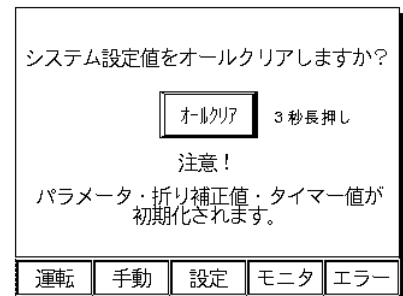 システム設定値をオールクリアしますか?
ｵｰﾙｸﾘｱ 3秒長押し
注意!
パラメータ・折り補正値・タイマー値が
初期化されます。
運転 手動 設定 モニタ エラー